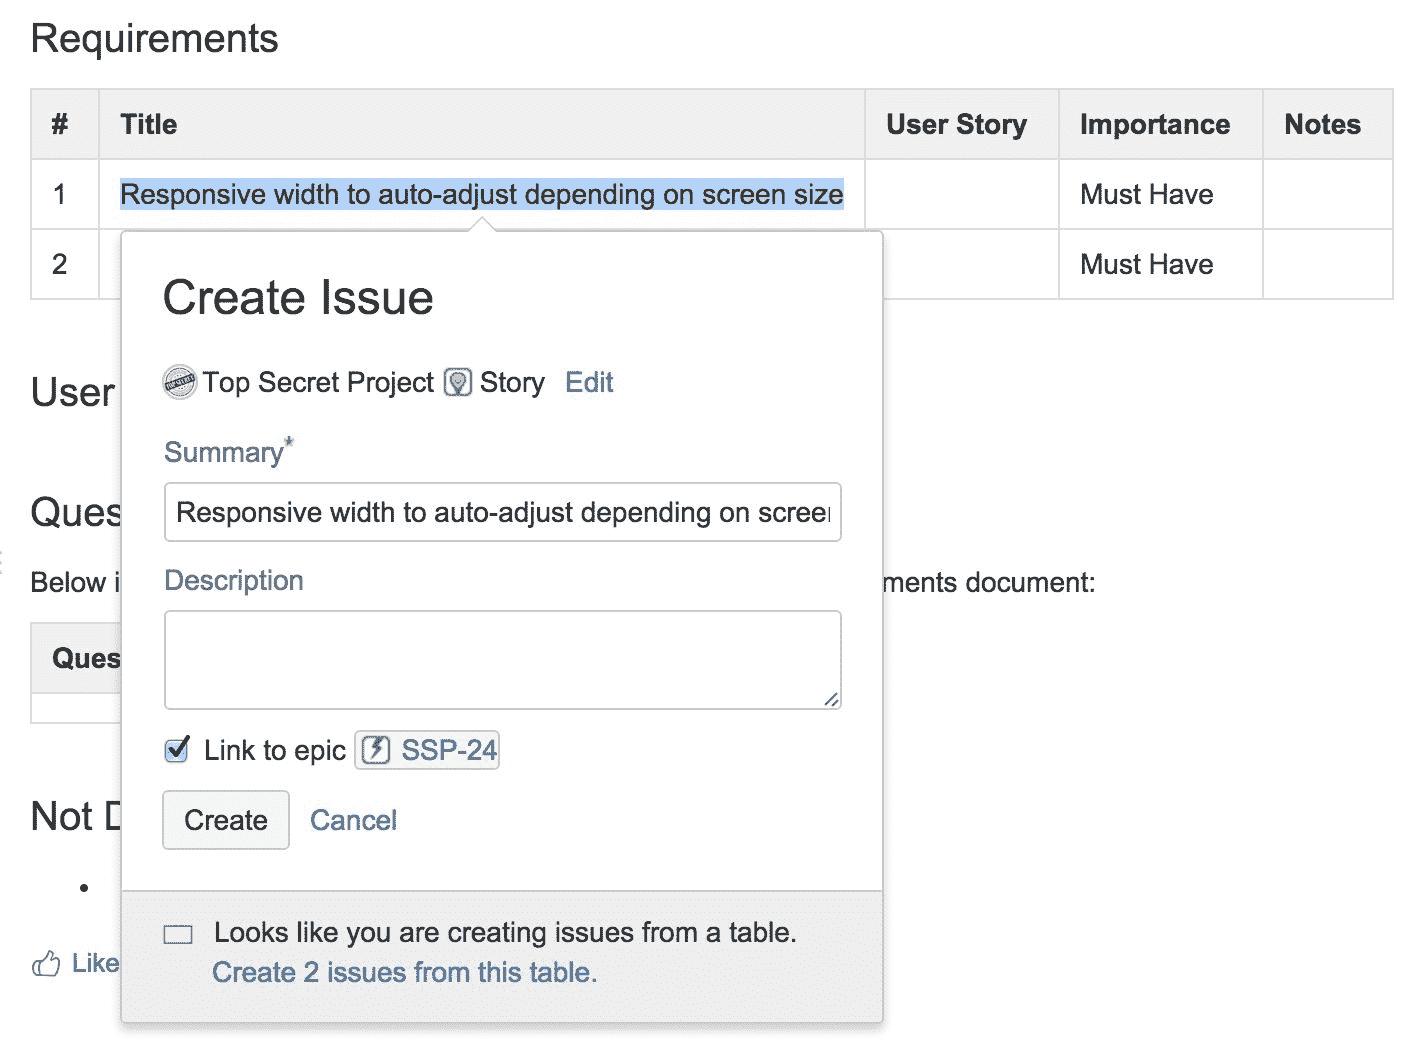 Requirements
# Title User Story Importance Notes
1 Responsive width to auto-adjust depending on screen size Must Have
2 Must Have
Create Issue
TOP SECRET Top Secret Project Story Edit
User
Summary*
Ques
Responsive width to auto-adjust depending on screen
Below i ments document:
Description
Ques
Link to epic SSP-24
Not D
Create Cancel
•
Looks like you are creating issues from a table.
Like
Create 2 issues from this table.